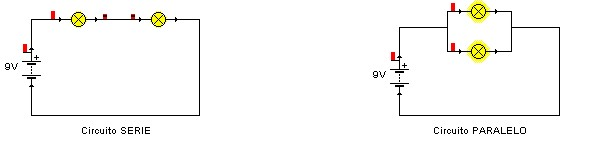 9V
+
Circuito SERIE
9V
+
Circuito PARALELO